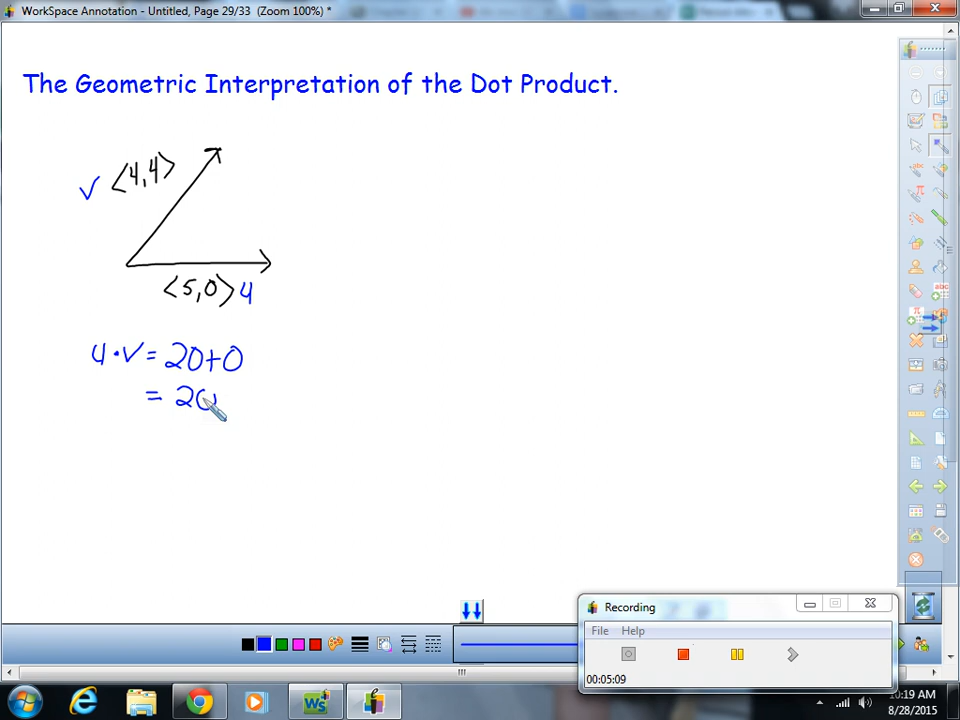 WorkSpace Annotation - Untitled, Page 29/33 (Zoom 100%) *
The Geometric Interpretation of the Dot Product.
v ⟨4,4⟩
⟨5,0⟩ u
u · v = 20+0
= 20
Recording
File Help
00:05:09
10:19 AM
8/28/2015